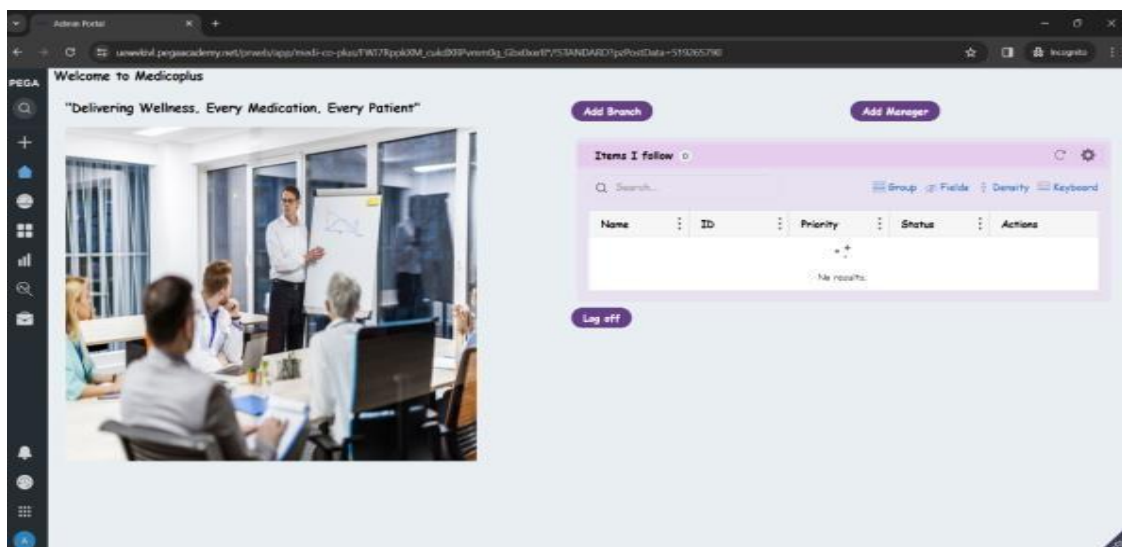 Admin Portal
Incognito
PEGA
Welcome to Medicoplus
"Delivering Wellness, Every Medication, Every Patient"
Add Branch
Add Manager
Items I follow 0
Search...
Group Fields Density Keyboard
Name ID Priority Status Actions
No results.
Log off
A